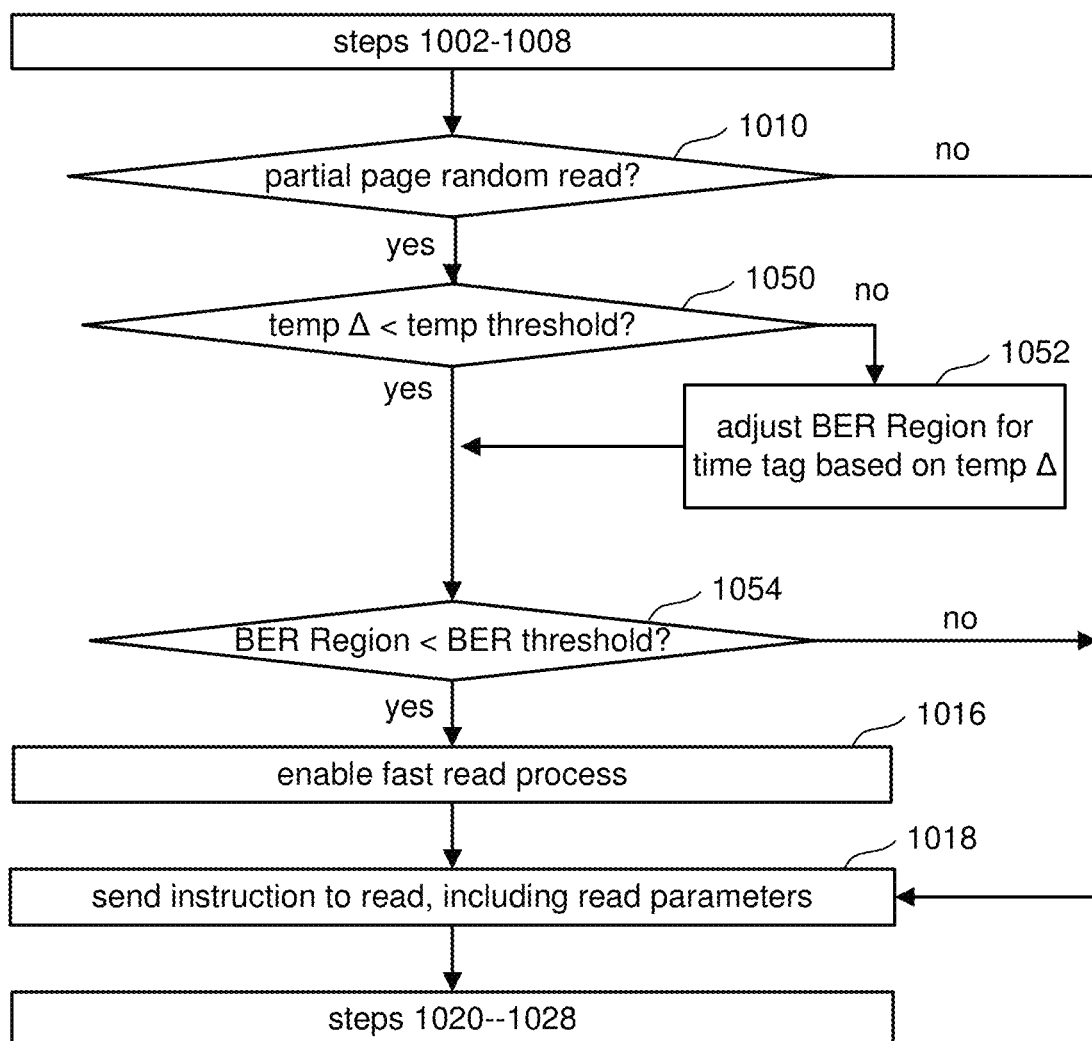 steps 1002-1008
1010
no
partial page random read?
yes
1050
no
temp Δ < temp threshold?
1052
yes
adjust BER Region for
time tag based on temp Δ
1054
no
BER Region < BER threshold?
yes
1016
enable fast read process
1018
send instruction to read, including read parameters
steps 1020--1028